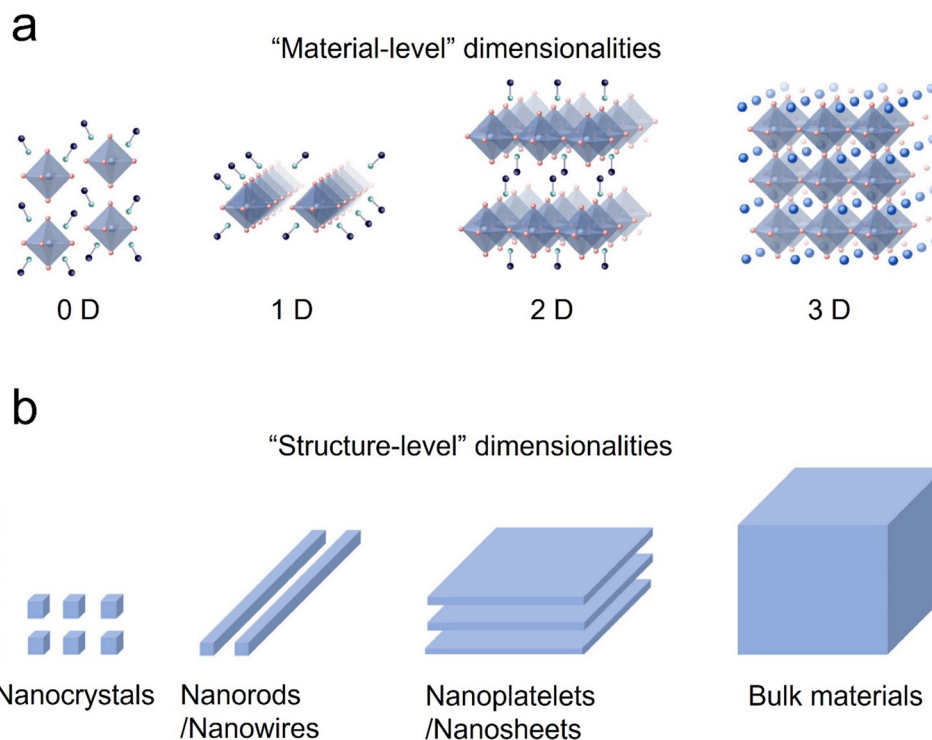 a
“Material-level” dimensionalities
0 D
1 D
2 D
3 D
b
“Structure-level” dimensionalities
Nanocrystals
Nanorods
/Nanowires
Nanoplatelets
/Nanosheets
Bulk materials